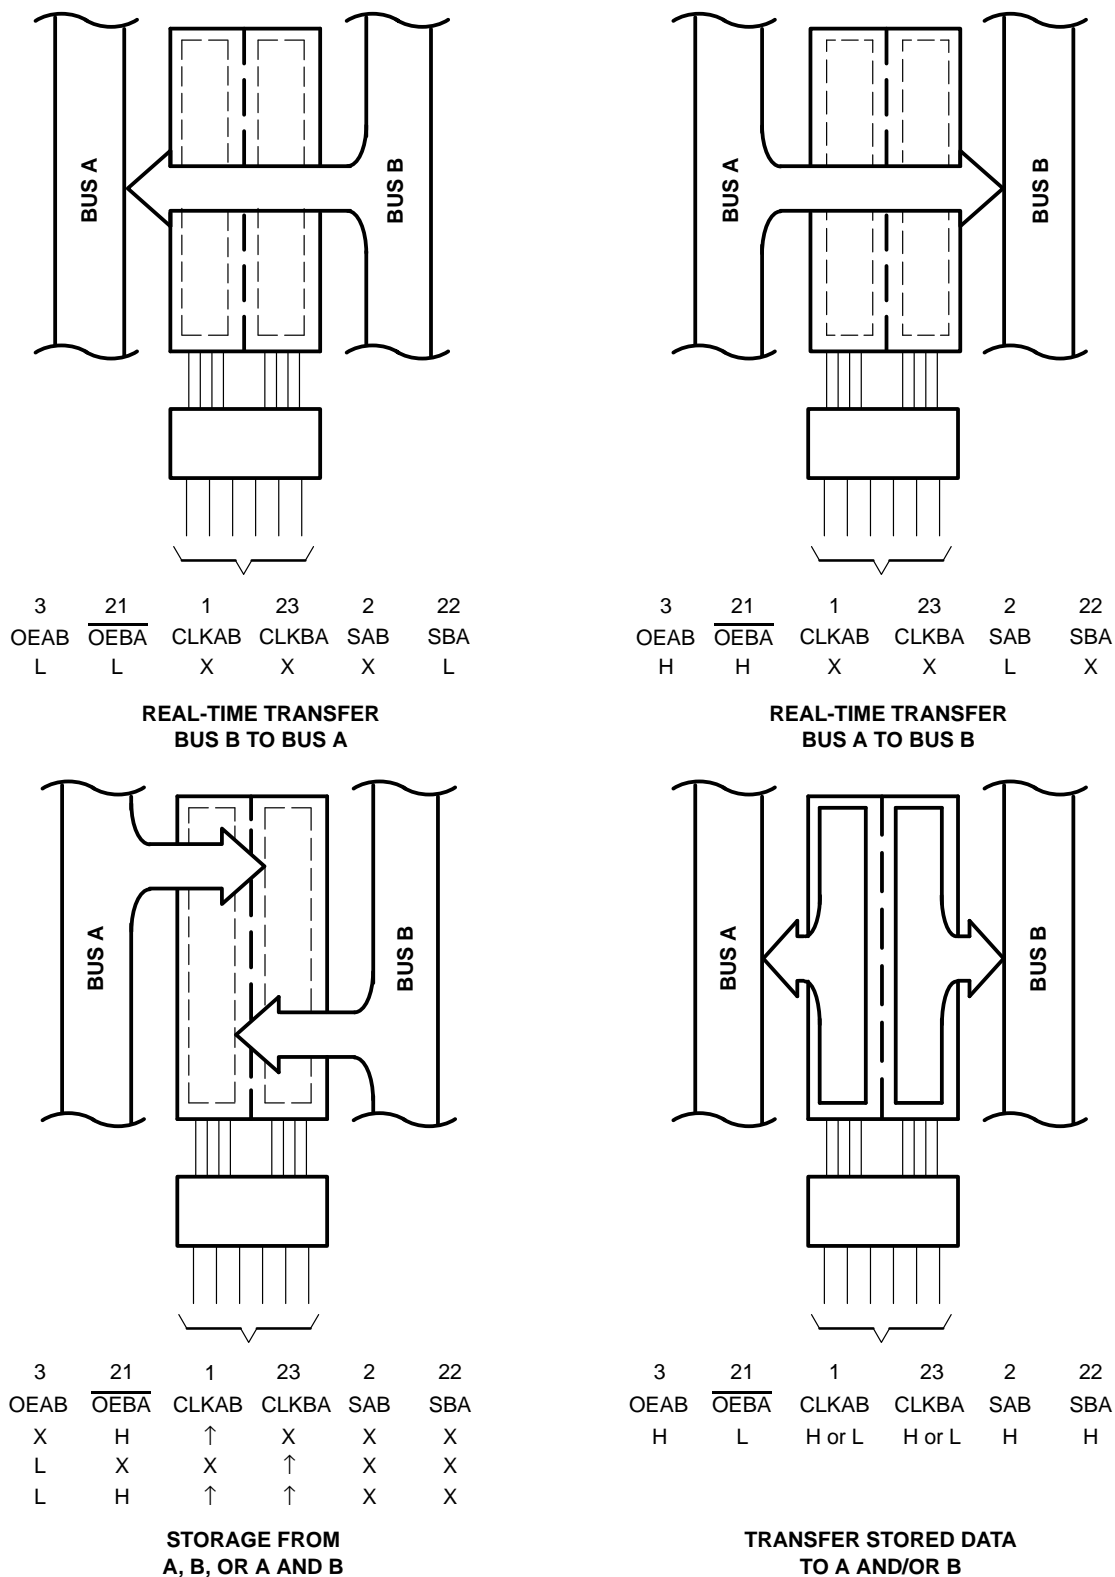 BUS A
BUS B
3 21 1 23 2 22
OEAB OEBA CLKAB CLKBA SAB SBA
L L X X X L
REAL-TIME TRANSFER
BUS B TO BUS A
BUS A
BUS B
3 21 1 23 2 22
OEAB OEBA CLKAB CLKBA SAB SBA
H H X X L X
REAL-TIME TRANSFER
BUS A TO BUS B
BUS A
BUS B
3 21 1 23 2 22
OEAB OEBA CLKAB CLKBA SAB SBA
X H ↑ X X X
L X X ↑ X X
L H ↑ ↑ X X
STORAGE FROM
A, B, OR A AND B
BUS A
BUS B
3 21 1 23 2 22
OEAB OEBA CLKAB CLKBA SAB SBA
H L H or L H or L H H
TRANSFER STORED DATA
TO A AND/OR B